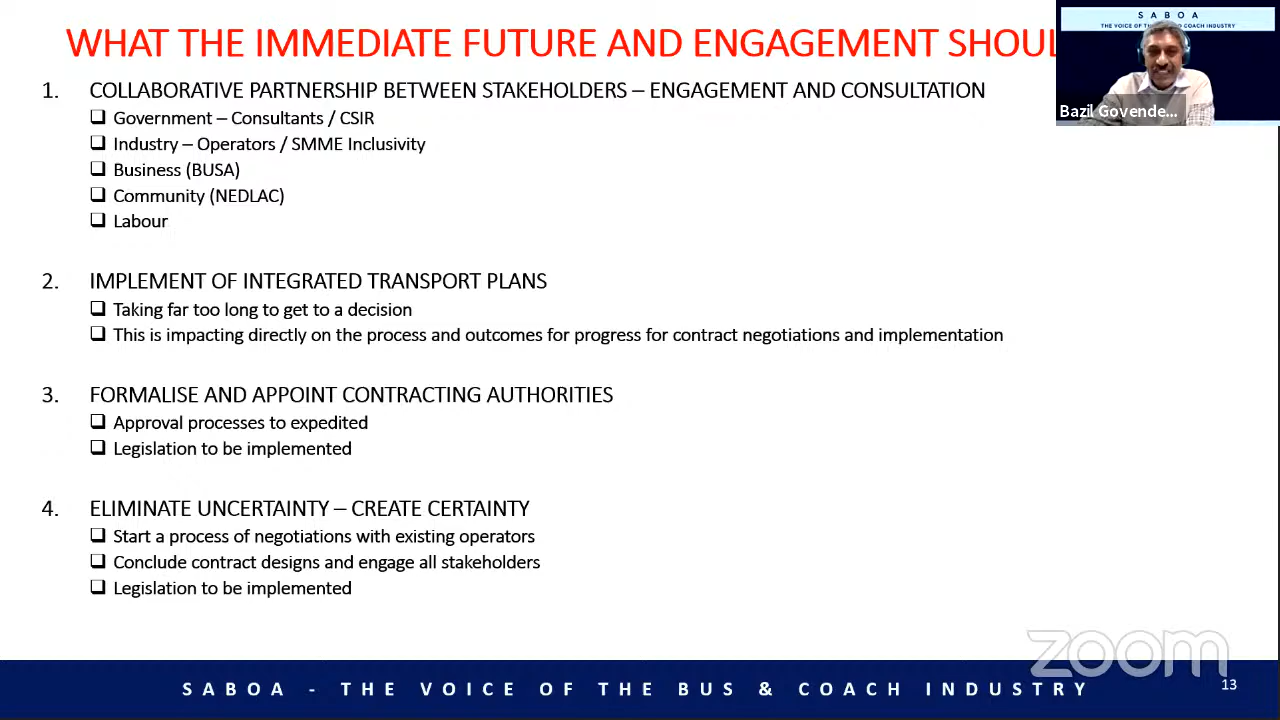 WHAT THE IMMEDIATE FUTURE AND ENGAGEMENT
SABOA
THE VOICE OF COACH INDUSTRY
Bazil Govende...
1. COLLABORATIVE PARTNERSHIP BETWEEN STAKEHOLDERS – ENGAGEMENT AND CONSULTATION
❑ Government – Consultants / CSIR
❑ Industry – Operators / SMME Inclusivity
❑ Business (BUSA)
❑ Community (NEDLAC)
❑ Labour
2. IMPLEMENT OF INTEGRATED TRANSPORT PLANS
❑ Taking far too long to get to a decision
❑ This is impacting directly on the process and outcomes for progress for contract negotiations and implementation
3. FORMALISE AND APPOINT CONTRACTING AUTHORITIES
❑ Approval processes to expedited
❑ Legislation to be implemented
4. ELIMINATE UNCERTAINTY – CREATE CERTAINTY
❑ Start a process of negotiations with existing operators
❑ Conclude contract designs and engage all stakeholders
❑ Legislation to be implemented
zoom
SABOA - THE VOICE OF THE BUS & COACH INDUSTRY
13